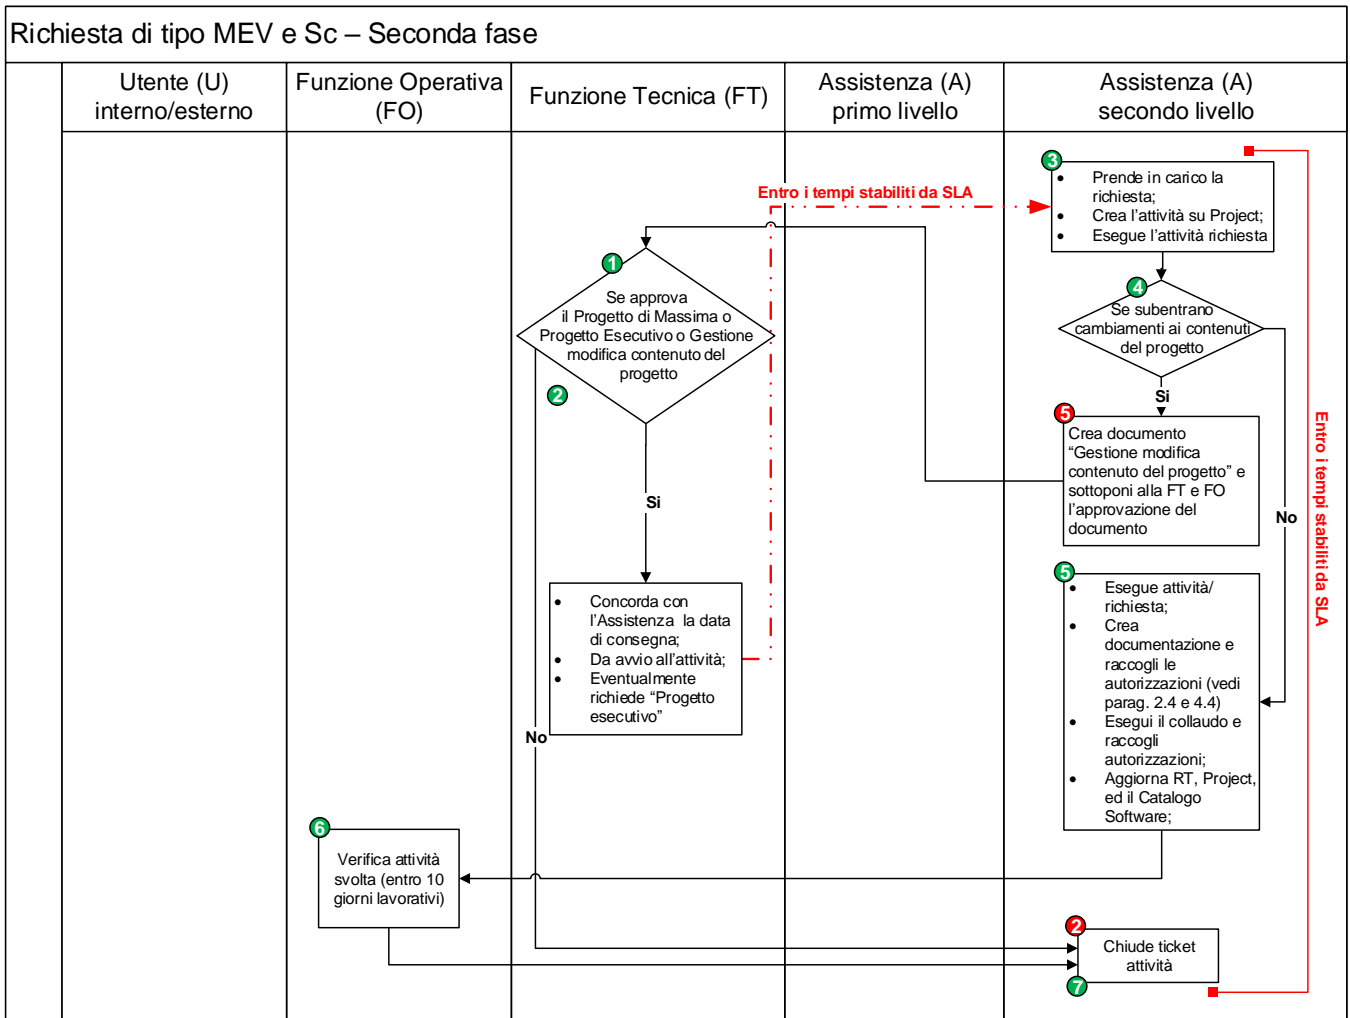 Richiesta di tipo MEV e Sc – Seconda fase
Utente (U)
interno/esterno
Funzione Operativa
(FO)
Funzione Tecnica (FT)
Assistenza (A)
primo livello
Assistenza (A)
secondo livello
3
• Prende in carico la
richiesta;
• Crea l'attività su Project;
• Esegue l'attività richiesta
Entro i tempi stabiliti da SLA
1
Se approva
il Progetto di Massima o
Progetto Esecutivo o Gestione
modifica contenuto del
progetto
2
4
Se subentrano
cambiamenti ai contenuti
del progetto
Si
No
5
Crea documento
“Gestione modifica
contenuto del progetto” e
sottoponi alla FT e FO
l'approvazione del
documento
Entro i tempi stabiliti da SLA
Si
• Concorda con
l'Assistenza la data
di consegna;
• Da avvio all'attività;
• Eventualmente
richiede “Progetto
esecutivo”
No
5
• Esegue attività/
richiesta;
• Crea
documentazione e
raccogli le
autorizzazioni (vedi
parag. 2.4 e 4.4)
• Esegui il collaudo e
raccogli
autorizzazioni;
• Aggiorna RT, Project,
ed il Catalogo
Software;
6
Verifica attività
svolta (entro 10
giorni lavorativi)
2
Chiude ticket
attività
7